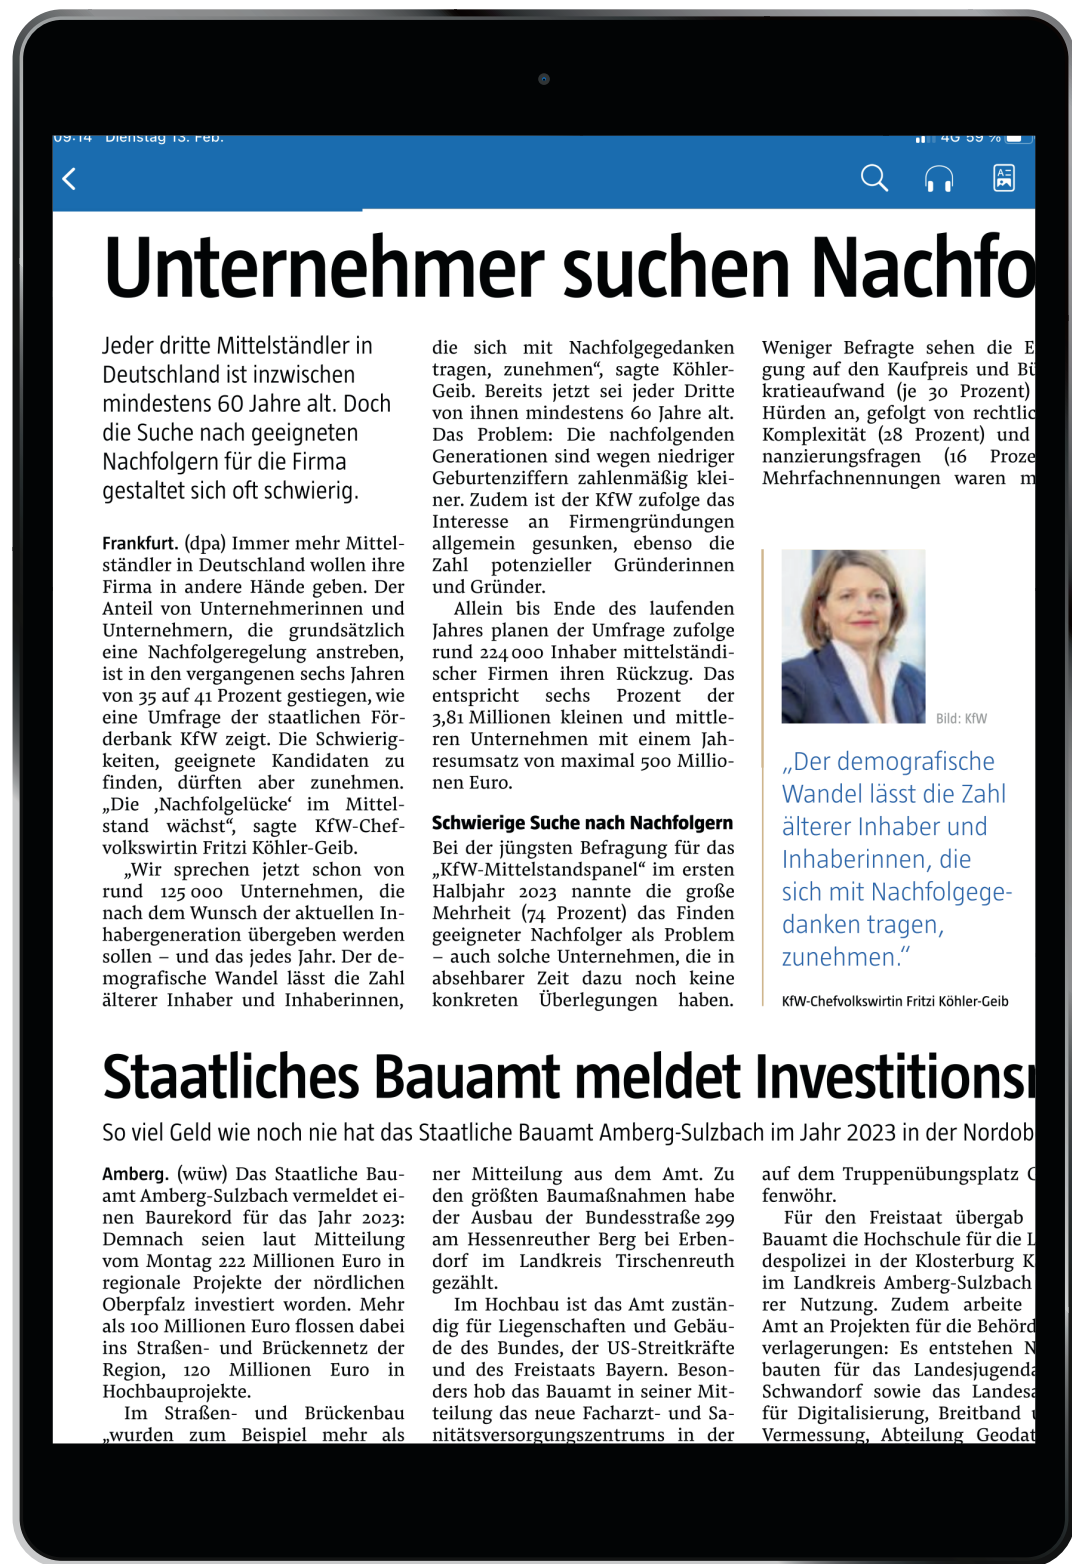 09:14 Dienstag 13. Feb.
4G 59 %
Unternehmer suchen Nachfo
Jeder dritte Mittelständler in
Deutschland ist inzwischen
mindestens 60 Jahre alt. Doch
die Suche nach geeigneten
Nachfolgern für die Firma
gestaltet sich oft schwierig.
Frankfurt. (dpa) Immer mehr Mittel-
ständler in Deutschland wollen ihre
Firma in andere Hände geben. Der
Anteil von Unternehmerinnen und
Unternehmern, die grundsätzlich
eine Nachfolgeregelung anstreben,
ist in den vergangenen sechs Jahren
von 35 auf 41 Prozent gestiegen, wie
eine Umfrage der staatlichen För-
derbank KfW zeigt. Die Schwierig-
keiten, geeignete Kandidaten zu
finden, dürften aber zunehmen.
„Die ‚Nachfolgelücke‘ im Mittel-
stand wächst“, sagte KfW-Chef-
volkswirtin Fritzi Köhler-Geib.
„Wir sprechen jetzt schon von
rund 125 000 Unternehmen, die
nach dem Wunsch der aktuellen In-
habergeneration übergeben werden
sollen – und das jedes Jahr. Der de-
mografische Wandel lässt die Zahl
älterer Inhaber und Inhaberinnen,
die sich mit Nachfolgegedanken
tragen, zunehmen“, sagte Köhler-
Geib. Bereits jetzt sei jeder Dritte
von ihnen mindestens 60 Jahre alt.
Das Problem: Die nachfolgenden
Generationen sind wegen niedriger
Geburtenziffern zahlenmäßig klei-
ner. Zudem ist der KfW zufolge das
Interesse an Firmengründungen
allgemein gesunken, ebenso die
Zahl potenzieller Gründerinnen
und Gründer.
Allein bis Ende des laufenden
Jahres planen der Umfrage zufolge
rund 224 000 Inhaber mittelständi-
scher Firmen ihren Rückzug. Das
entspricht sechs Prozent der
3,81 Millionen kleinen und mittle-
ren Unternehmen mit einem Jah-
resumsatz von maximal 500 Millio-
nen Euro.
Schwierige Suche nach Nachfolgern
Bei der jüngsten Befragung für das
„KfW-Mittelstandspanel“ im ersten
Halbjahr 2023 nannte die große
Mehrheit (74 Prozent) das Finden
geeigneter Nachfolger als Problem
– auch solche Unternehmen, die in
absehbarer Zeit dazu noch keine
konkreten Überlegungen haben.
Weniger Befragte sehen die E
gung auf den Kaufpreis und Bü
kratieaufwand (je 30 Prozent)
Hürden an, gefolgt von rechtlic
Komplexität (28 Prozent) und
nanzierungsfragen (16 Proze
Mehrfachnennungen waren m
Bild: KfW
„Der demografische
Wandel lässt die Zahl
älterer Inhaber und
Inhaberinnen, die
sich mit Nachfolgege-
danken tragen,
zunehmen.“
KfW-Chefvolkswirtin Fritzi Köhler-Geib
Staatliches Bauamt meldet Investitionsr
So viel Geld wie noch nie hat das Staatliche Bauamt Amberg-Sulzbach im Jahr 2023 in der Nordob
Amberg. (wüw) Das Staatliche Bau-
amt Amberg-Sulzbach vermeldet ei-
nen Baurekord für das Jahr 2023:
Demnach seien laut Mitteilung
vom Montag 222 Millionen Euro in
regionale Projekte der nördlichen
Oberpfalz investiert worden. Mehr
als 100 Millionen Euro flossen dabei
ins Straßen- und Brückennetz der
Region, 120 Millionen Euro in
Hochbauprojekte.
Im Straßen- und Brückenbau
„wurden zum Beispiel mehr als
ner Mitteilung aus dem Amt. Zu
den größten Baumaßnahmen habe
der Ausbau der Bundesstraße 299
am Hessenreuther Berg bei Erben-
dorf im Landkreis Tirschenreuth
gezählt.
Im Hochbau ist das Amt zustän-
dig für Liegenschaften und Gebäu-
de des Bundes, der US-Streitkräfte
und des Freistaats Bayern. Beson-
ders hob das Bauamt in seiner Mit-
teilung das neue Facharzt- und Sa-
nitätsversorgungszentrums in der
auf dem Truppenübungsplatz G
fenwöhr.
Für den Freistaat übergab
Bauamt die Hochschule für die L
despolizei in der Klosterburg K
im Landkreis Amberg-Sulzbach
rer Nutzung. Zudem arbeite
Amt an Projekten für die Behörd
verlagerungen: Es entstehen N
bauten für das Landesjugenda
Schwandorf sowie das Landesa
für Digitalisierung, Breitband u
Vermessung, Abteilung Geodat